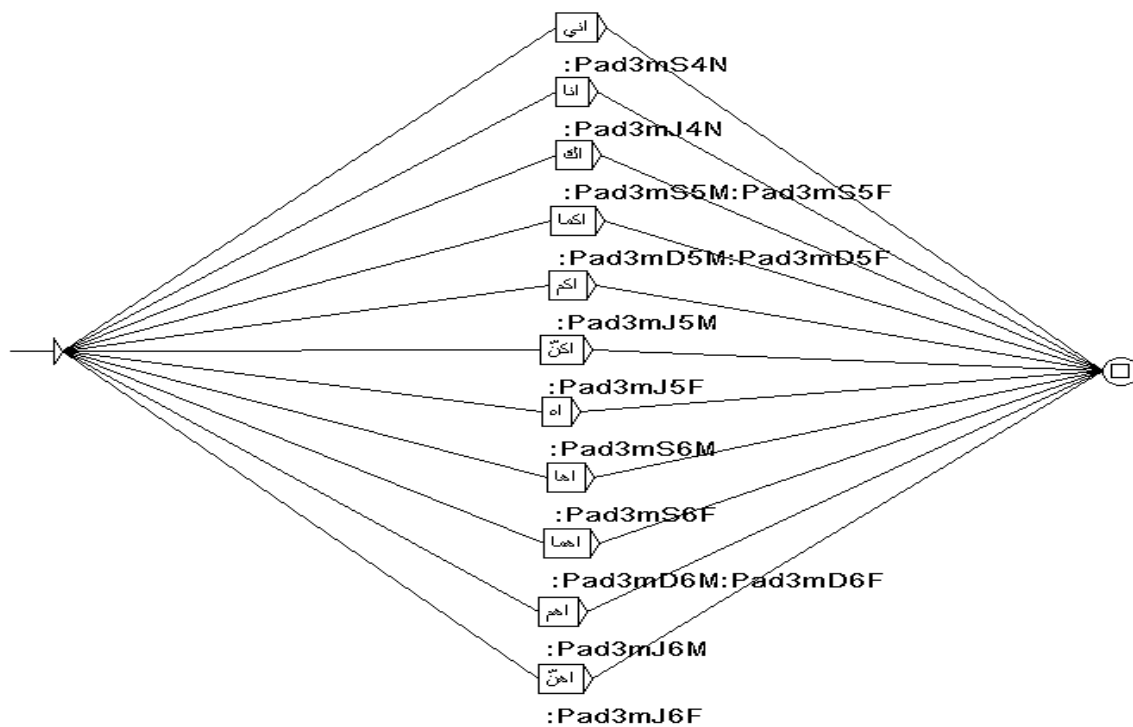 اني
:Pad3mS4N
انا
:Pad3mJ4N
اك
:Pad3mS5M:Pad3mS5F
اكما
:Pad3mD5M:Pad3mD5F
اكم
:Pad3mJ5M
اكنّ
:Pad3mJ5F
اه
:Pad3mS6M
اها
:Pad3mS6F
اهما
:Pad3mD6M:Pad3mD6F
اهم
:Pad3mJ6M
اهنّ
:Pad3mJ6F